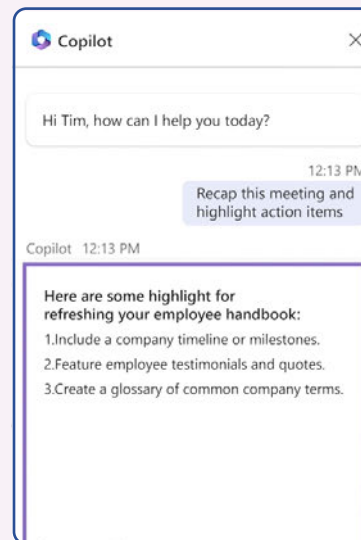 Copilot
Hi Tim, how can I help you today?
12:13 PM
Recap this meeting and
highlight action items
Copilot 12:13 PM
Here are some highlight for
refreshing your employee handbook:
1.Include a company timeline or milestones.
2.Feature employee testimonials and quotes.
3.Create a glossary of common company terms.